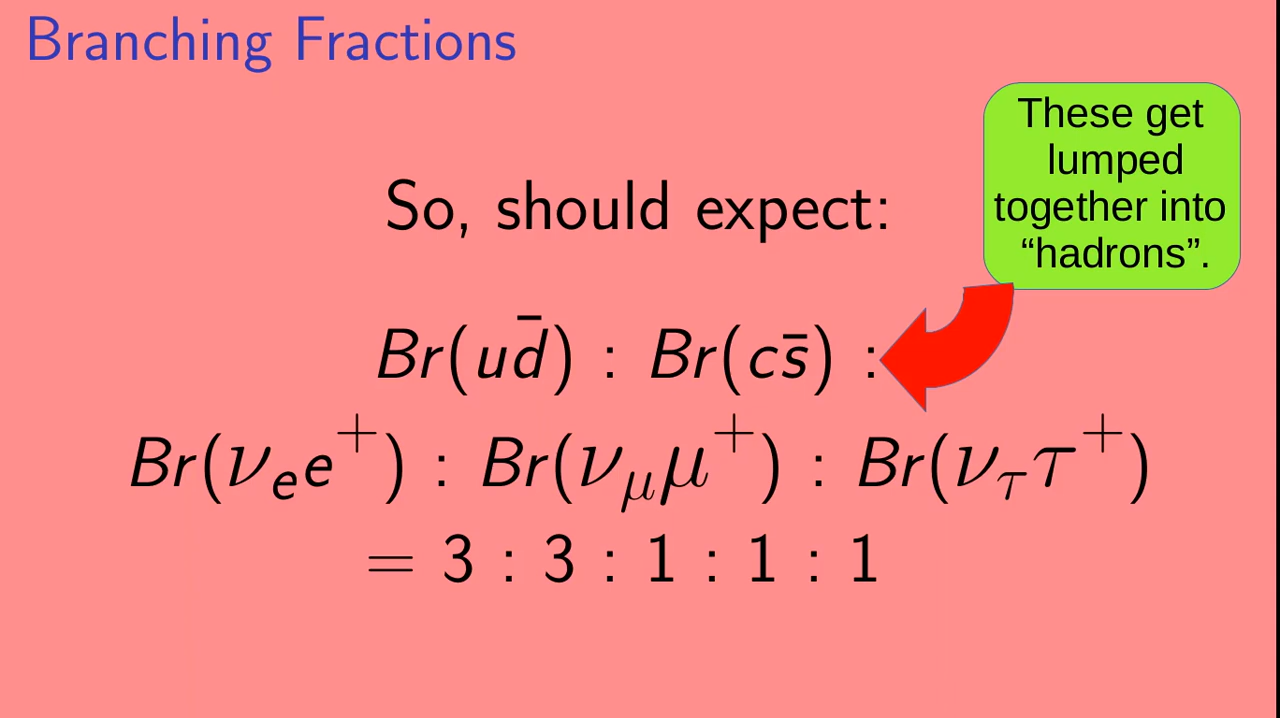 Branching Fractions
These get
lumped
together into
“hadrons”.
So, should expect:
Br(ud̄) : Br(cs̄) :
Br(νₑe⁺) : Br(ν_μμ⁺) : Br(ν_ττ⁺)
= 3 : 3 : 1 : 1 : 1